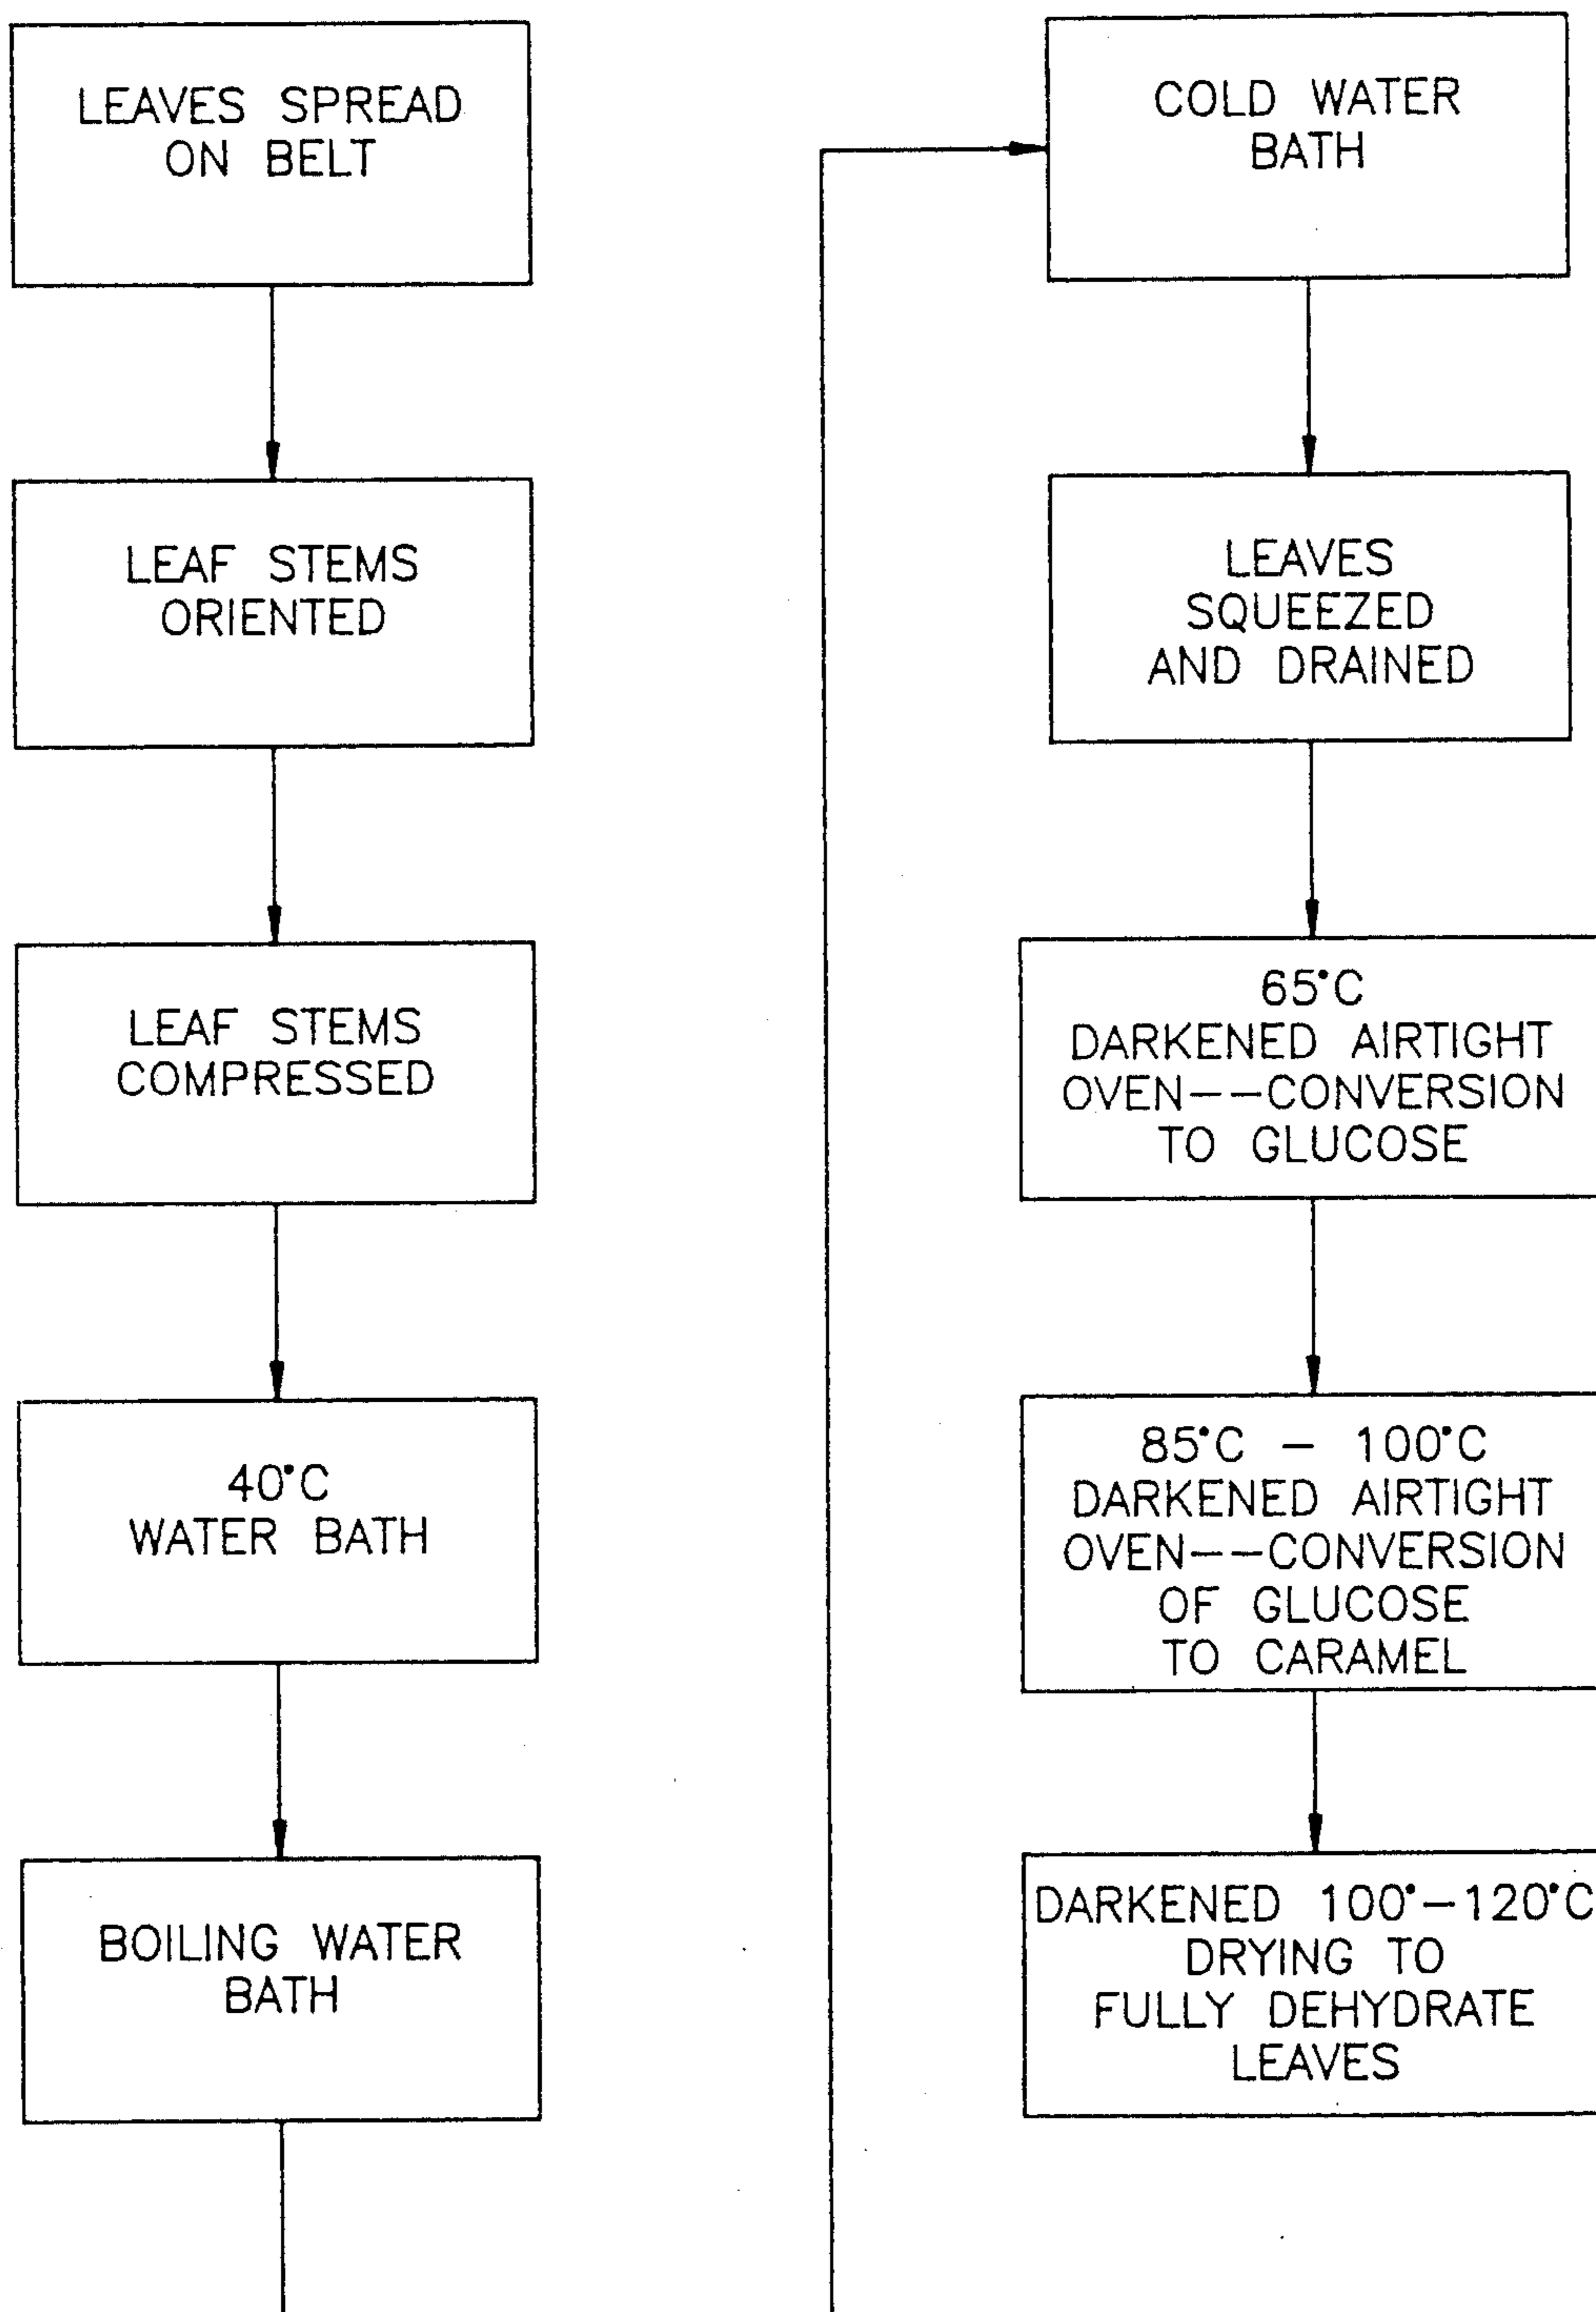 LEAVES SPREAD
ON BELT
LEAF STEMS
ORIENTED
LEAF STEMS
COMPRESSED
40°C
WATER BATH
BOILING WATER
BATH
COLD WATER
BATH
LEAVES
SQUEEZED
AND DRAINED
65°C
DARKENED AIRTIGHT
OVEN--CONVERSION
TO GLUCOSE
85°C - 100°C
DARKENED AIRTIGHT
OVEN--CONVERSION
OF GLUCOSE
TO CARAMEL
DARKENED 100°-120°C
DRYING TO
FULLY DEHYDRATE
LEAVES